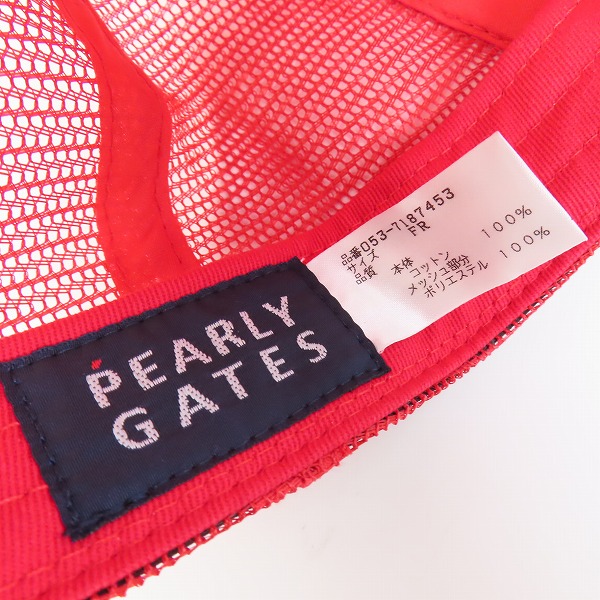 PEARLY
GATES
品番053-7187453
サイズ FR
品質 本体
コットン 100%
メッシュ部分
ポリエステル 100%